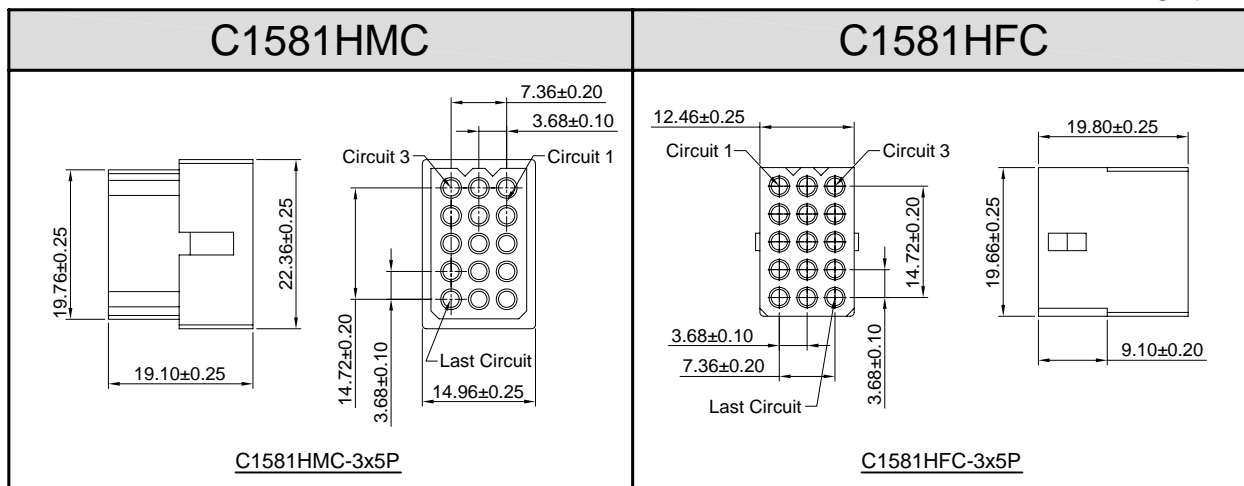 C1581HMC
C1581HFC
7.36±0.20
3.68±0.10
Circuit 3
Circuit 1
19.76±0.25
22.36±0.25
14.72±0.20
3.68±0.10
Last Circuit
19.10±0.25
14.96±0.25
C1581HMC-3x5P
12.46±0.25
19.80±0.25
Circuit 1
Circuit 3
14.72±0.20
19.66±0.25
3.68±0.10
7.36±0.20
3.68±0.10
9.10±0.20
Last Circuit
C1581HFC-3x5P